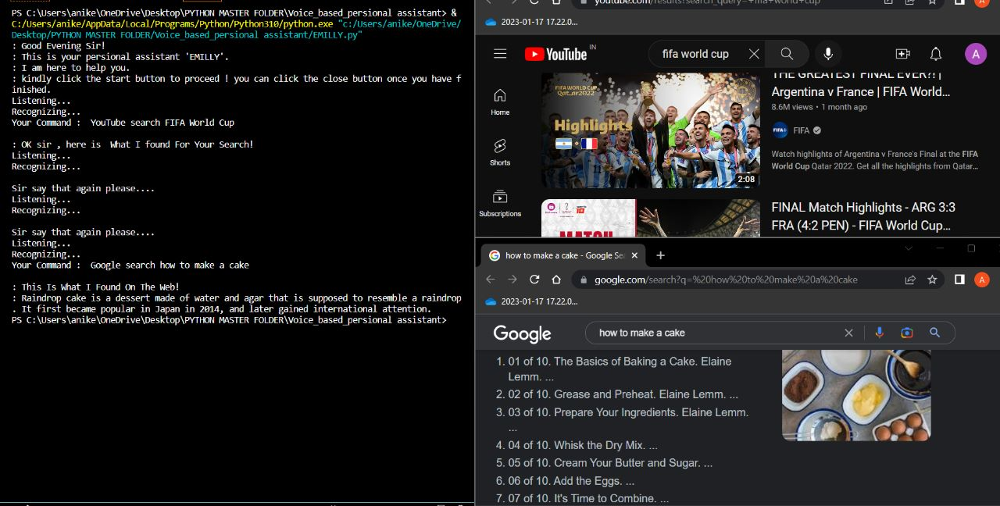 PS C:\Users\anike\OneDrive\Desktop\PYTHON MASTER FOLDER\Voice_based_persional assistant> &
C:/Users/anike/AppData/Local/Programs/Python/Python310/python.exe "c:/Users/anike/OneDrive/
Desktop/PYTHON MASTER FOLDER/Voice_based_persional assistant/EMILLY.py"
: Good Evening Sir!
: This is your persional assistant 'EMILLY'.
: I am here to help you.
: kindly click the start button to proceed ! you can click the close button once you have f
inished.
Listening...
Recognizing...
Your Command :  YouTube search FIFA World Cup
: OK sir , here is  What I found For Your Search!
Listening...
Recognizing...
Sir say that again please....
Listening...
Recognizing...
Sir say that again please....
Listening...
Recognizing...
Your Command :  Google search how to make a cake
: This Is What I Found On The Web!
: Raindrop cake is a dessert made of water and agar that is supposed to resemble a raindrop
. It first became popular in Japan in 2014, and later gained international attention.
PS C:\Users\anike\OneDrive\Desktop\PYTHON MASTER FOLDER\Voice_based_persional assistant>
youtube.com/results?search_query=+fifa+world+cup
A
2023-01-17 17.22.0...
YouTube IN
fifa world cup
A
Home
Shorts
Subscriptions
FIFA WORLD CUP
Qatar2022
Highlights
2:08
THE GREATEST FINAL EVER?! |
Argentina v France | FIFA World...
8.6M views • 1 month ago
FIFA+ FIFA
Watch highlights of Argentina v France's Final at the FIFA
World Cup Qatar 2022. Get all the highlights from Qatar...
MATCH
FINAL Match Highlights - ARG 3:3
FRA (4:2 PEN) - FIFA World Cup...
how to make a cake - Google Se
google.com/search?q=%20how%20to%20make%20a%20cake
A
2023-01-17 17.22.0...
Google
how to make a cake
1. 01 of 10. The Basics of Baking a Cake. Elaine
Lemm. ...
2. 02 of 10. Grease and Preheat. Elaine Lemm. ...
3. 03 of 10. Prepare Your Ingredients. Elaine Lemm.
...
4. 04 of 10. Whisk the Dry Mix. ...
5. 05 of 10. Cream Your Butter and Sugar. ...
6. 06 of 10. Add the Eggs. ...
7. 07 of 10. It's Time to Combine. ...